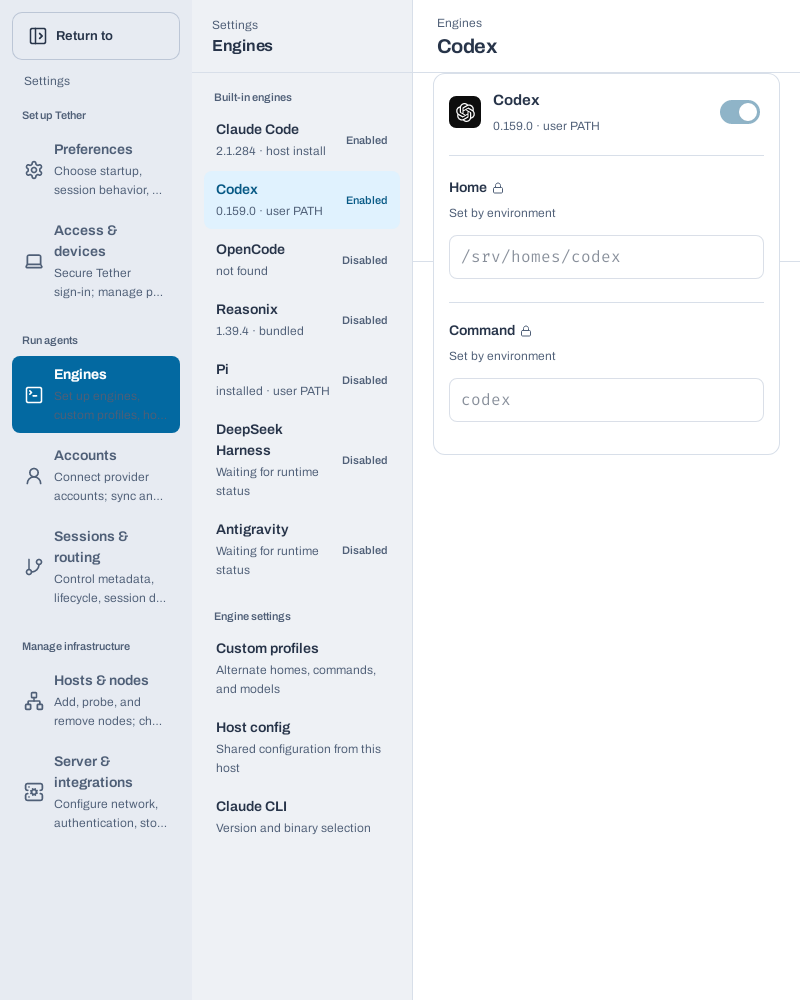 Return to
Settings
Set up Tether
Preferences
Choose startup,
session behavior, ...
Access &
devices
Secure Tether
sign-in; manage p...
Run agents
Engines
Set up engines,
custom profiles, ho...
Accounts
Connect provider
accounts; sync an...
Sessions &
routing
Control metadata,
lifecycle, session d...
Manage infrastructure
Hosts & nodes
Add, probe, and
remove nodes; ch...
Server &
integrations
Configure network,
authentication, sto...
Settings
Engines
Built-in engines
Claude Code
2.1.284 · host install
Enabled
Codex
0.159.0 · user PATH
Enabled
OpenCode
not found
Disabled
Reasonix
1.39.4 · bundled
Disabled
Pi
installed · user PATH
Disabled
DeepSeek
Harness
Waiting for runtime
status
Disabled
Antigravity
Waiting for runtime
status
Disabled
Engine settings
Custom profiles
Alternate homes, commands,
and models
Host config
Shared configuration from this
host
Claude CLI
Version and binary selection
Engines
Codex
Codex
0.159.0 · user PATH
Home
Set by environment
/srv/homes/codex
Command
Set by environment
codex